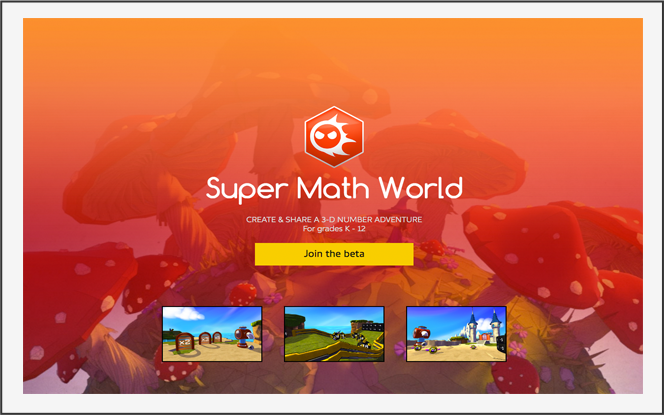 Super Math World
CREATE & SHARE A 3-D NUMBER ADVENTURE
For grades K - 12
Join the beta